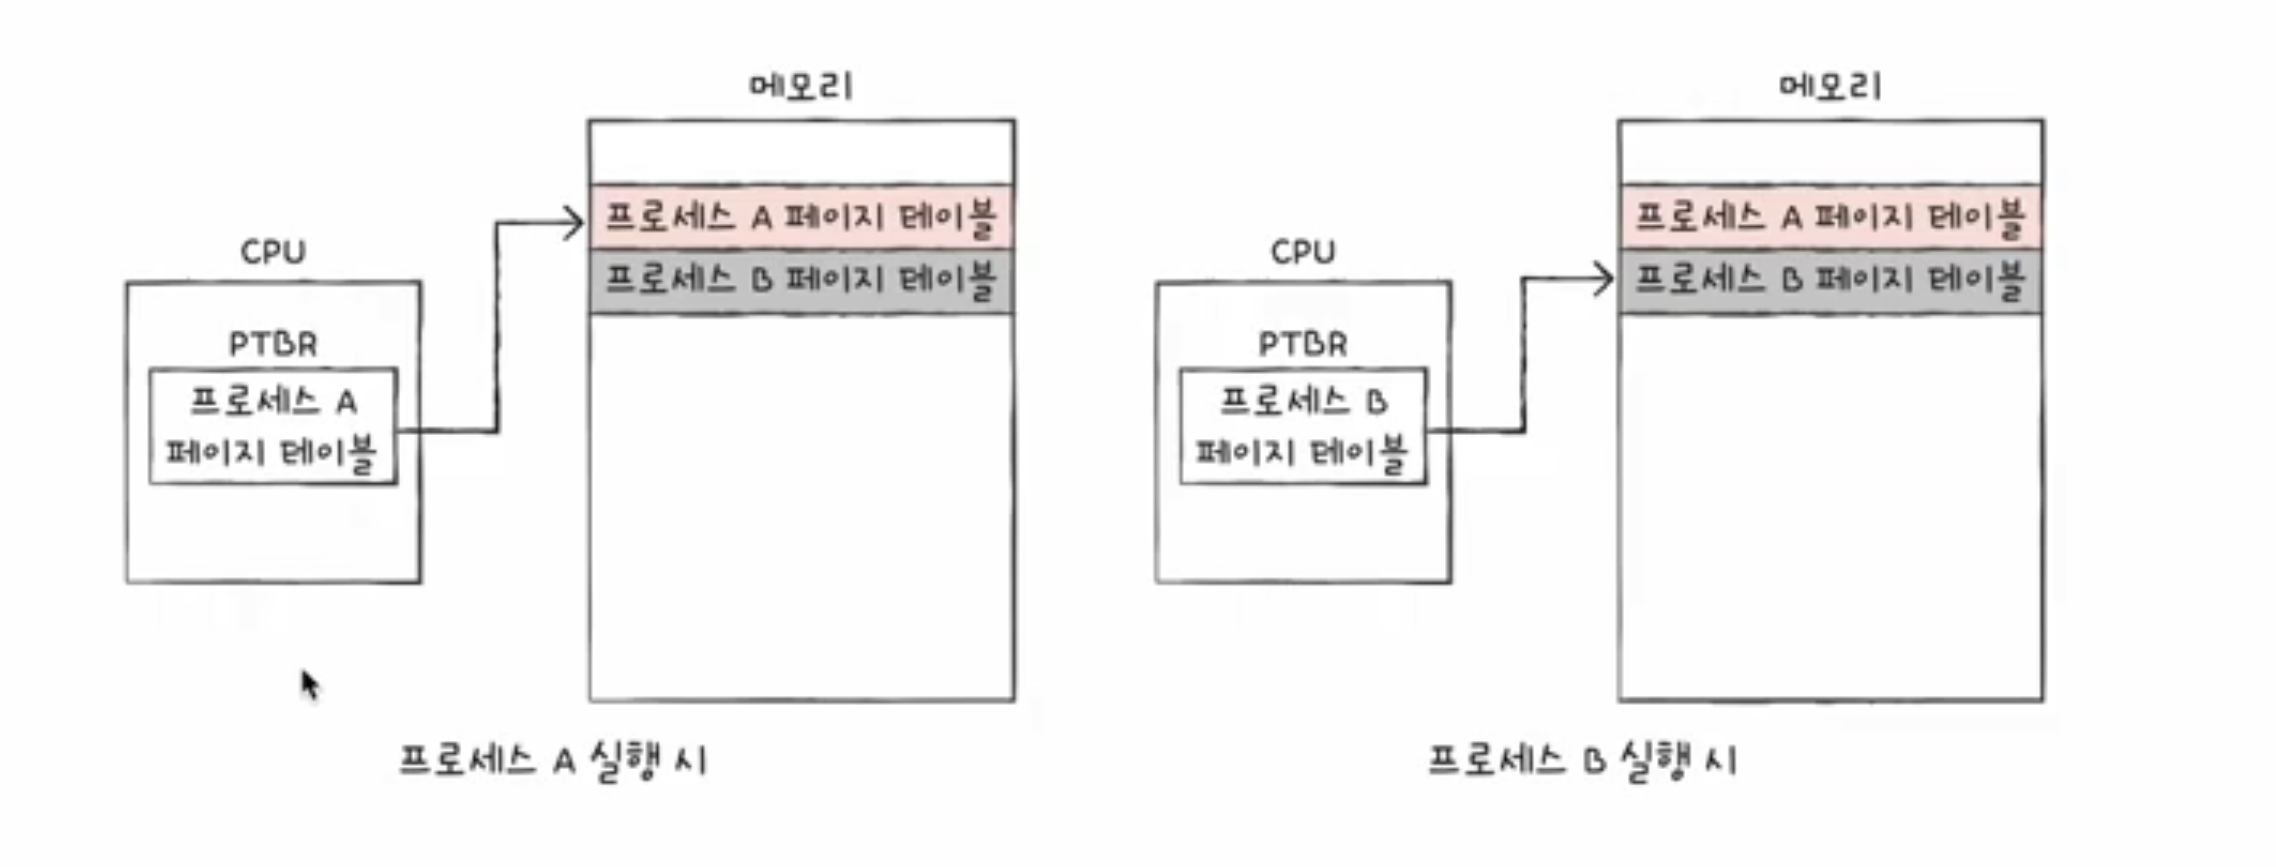 메모리
프로세스 A 페이지 테이블
프로세스 B 페이지 테이블
CPU
PTBR
프로세스 A
페이지 테이블
프로세스 A 실행 시
메모리
프로세스 A 페이지 테이블
프로세스 B 페이지 테이블
CPU
PTBR
프로세스 B
페이지 테이블
프로세스 B 실행 시